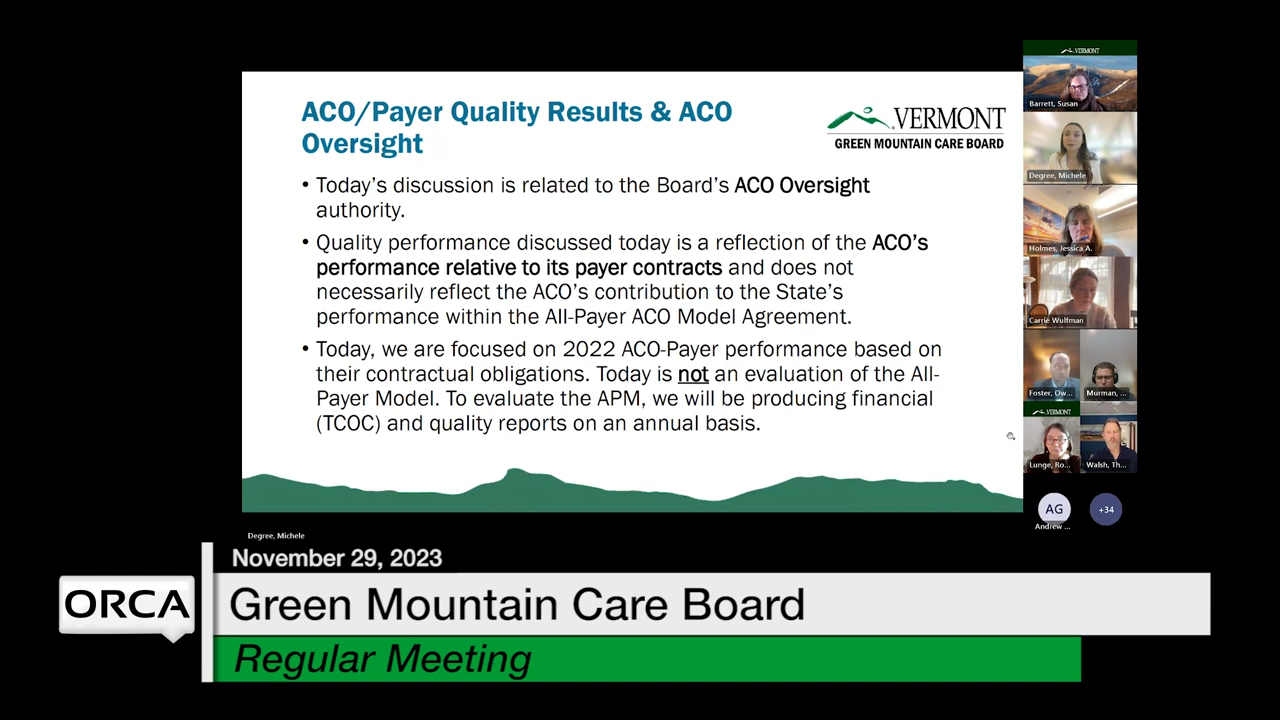 ACO/Payer Quality Results & ACO
Oversight
VERMONT
GREEN MOUNTAIN CARE BOARD
• Today's discussion is related to the Board's ACO Oversight
authority.
• Quality performance discussed today is a reflection of the ACO's
performance relative to its payer contracts and does not
necessarily reflect the ACO's contribution to the State's
performance within the All-Payer ACO Model Agreement.
• Today, we are focused on 2022 ACO-Payer performance based on
their contractual obligations. Today is not an evaluation of the All-
Payer Model. To evaluate the APM, we will be producing financial
(TCOC) and quality reports on an annual basis.
VERMONT
Barrett, Susan
Degree, Michele
Holmes, Jessica A.
Carrie Wulfman
Foster, Ow...
Murman, ...
VERMONT
Lunge, Ro...
Walsh, Th...
AG
+34
Andrew ...
Degree, Michele
November 29, 2023
ORCA
Green Mountain Care Board
Regular Meeting